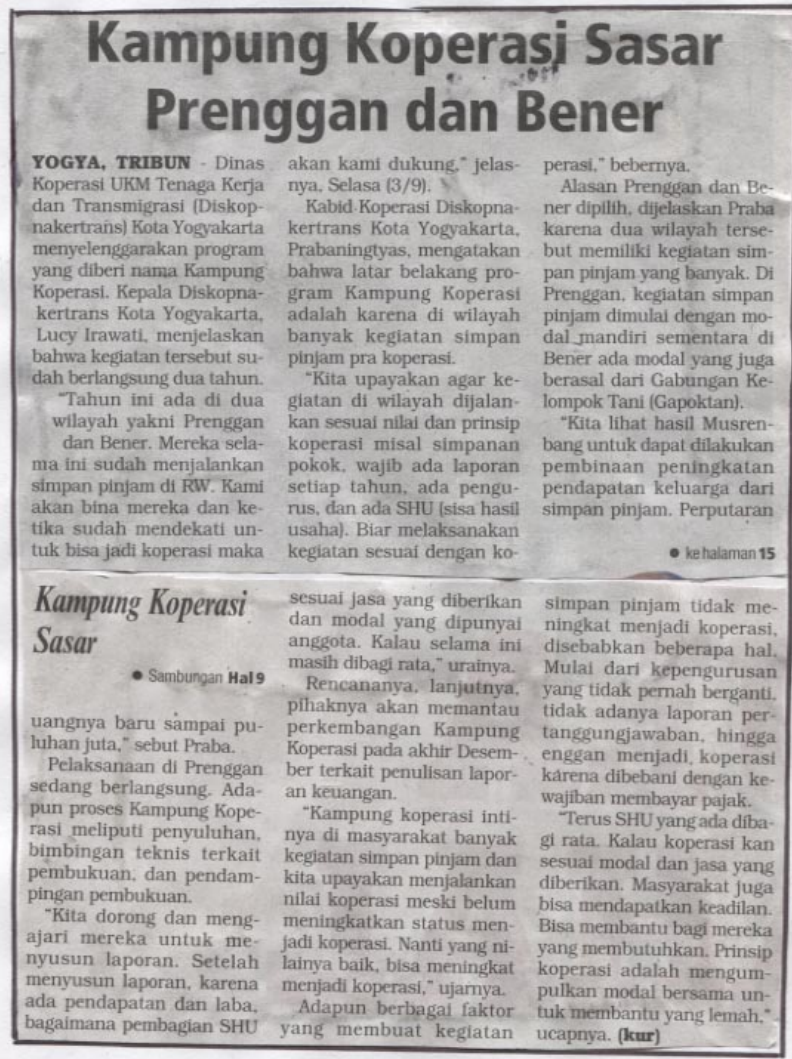 Kampung Koperasi Sasar
Prenggan dan Bener
YOGYA, TRIBUN - Dinas
Koperasi UKM Tenaga Kerja
dan Transmigrasi (Diskop-
nakertrans) Kota Yogyakarta
menyelenggarakan program
yang diberi nama Kampung
Koperasi. Kepala Diskopna-
kertrans Kota Yogyakarta,
Lucy Irawati, menjelaskan
bahwa kegiatan tersebut su-
dah berlangsung dua tahun.
"Tahun ini ada di dua
wilayah yakni Prenggan
dan Bener. Mereka sela-
ma ini sudah menjalankan
simpan pinjam di RW. Kami
akan bina mereka dan ke-
tika sudah mendekati un-
tuk bisa jadi koperasi maka
akan kami dukung," jelas-
nya, Selasa (3/9).
Kabid Koperasi Diskopna-
kertrans Kota Yogyakarta,
Prabaningtyas, mengatakan
bahwa latar belakang pro-
gram Kampung Koperasi
adalah karena di wilayah
banyak kegiatan simpan
pinjam pra koperasi.
"Kita upayakan agar ke-
giatan di wilayah dijalan-
kan sesuai nilai dan prinsip
koperasi misal simpanan
pokok, wajib ada laporan
setiap tahun, ada pengu-
rus, dan ada SHU (sisa hasil
usaha). Biar melaksanakan
kegiatan sesuai dengan ko-
perasi," bebernya.
Alasan Prenggan dan Be-
ner dipilih, dijelaskan Praba
karena dua wilayah terse-
but memiliki kegiatan sim-
pan pinjam yang banyak. Di
Prenggan, kegiatan simpan
pinjam dimulai dengan mo-
dal mandiri sementara di
Bener ada modal yang juga
berasal dari Gabungan Ke-
lompok Tani (Gapoktan).
"Kita lihat hasil Musren-
bang untuk dapat dilakukan
pembinaan peningkatan
pendapatan keluarga dari
simpan pinjam. Perputaran
● ke halaman 15
Kampung Koperasi
Sasar
● Sambungan Hal 9
uangnya baru sampai pu-
luhan juta," sebut Praba.
Pelaksanaan di Prenggan
sedang berlangsung. Ada-
pun proses Kampung Kope-
rasi meliputi penyuluhan,
bimbingan teknis terkait
pembukuan, dan pendam-
pingan pembukuan.
"Kita dorong dan meng-
ajari mereka untuk me-
nyusun laporan. Setelah
menyusun laporan, karena
ada pendapatan dan laba,
bagaimana pembagian SHU
sesuai jasa yang diberikan
dan modal yang dipunyai
anggota. Kalau selama ini
masih dibagi rata," urainya.
Rencananya, lanjutnya,
pihaknya akan memantau
perkembangan Kampung
Koperasi pada akhir Desem-
ber terkait penulisan lapor-
an keuangan.
"Kampung koperasi inti-
nya di masyarakat banyak
kegiatan simpan pinjam dan
kita upayakan menjalankan
nilai koperasi meski belum
meningkatkan status men-
jadi koperasi. Nanti yang ni-
lainya baik, bisa meningkat
menjadi koperasi," ujarnya.
Adapun berbagai faktor
yang membuat kegiatan
simpan pinjam tidak me-
ningkat menjadi koperasi,
disebabkan beberapa hal.
Mulai dari kepengurusan
yang tidak pernah berganti,
tidak adanya laporan per-
tanggungjawaban, hingga
enggan menjadi koperasi
karena dibebani dengan ke-
wajiban membayar pajak.
"Terus SHU yang ada diba-
gi rata. Kalau koperasi kan
sesuai modal dan jasa yang
diberikan. Masyarakat juga
bisa mendapatkan keadilan.
Bisa membantu bagi mereka
yang membutuhkan. Prinsip
koperasi adalah mengum-
pulkan modal bersama un-
tuk membantu yang lemah,"
ucapnya. (kur)